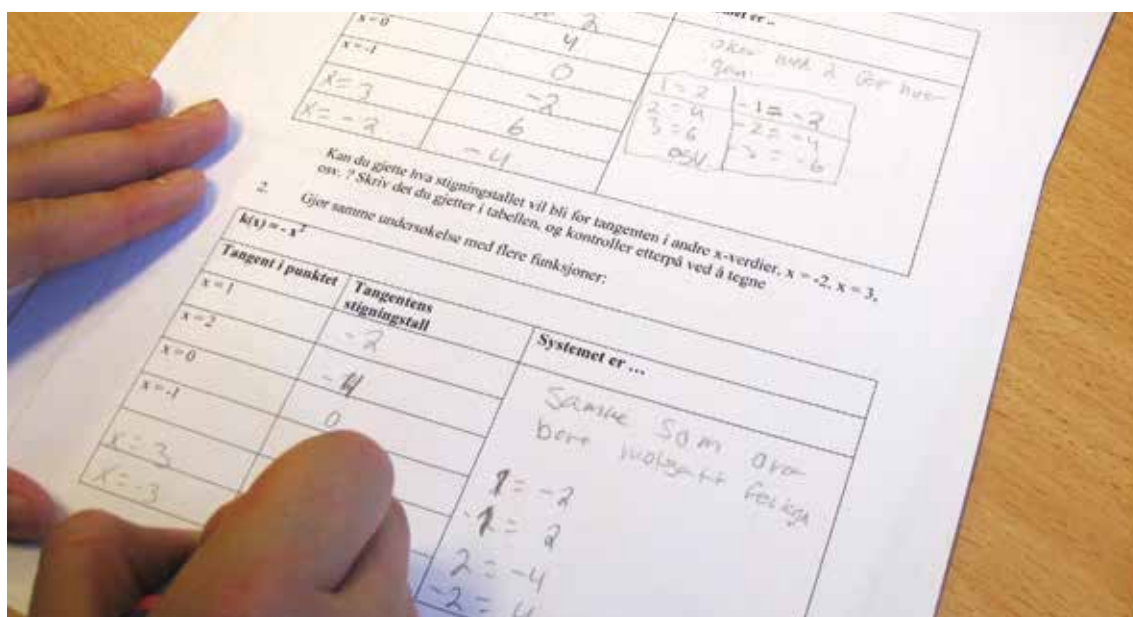 x = 0
2
4
x = -1
0
x = 3
-2
x = -2
6
-4
øker med 2 for hver
gang
1 = 2
-1 = -2
2 = 4
-2 = -4
3 = 6
-3 = -6
osv.
Kan du gjette hva stigningstallet vil bli for tangenten i andre x-verdier, x = -2, x = 3,
osv. ? Skriv det du gjetter i tabellen, og kontroller etterpå ved å tegne
2. Gjør samme undersøkelse med flere funksjoner:
k(x) = - x²
Tangent i punktet
Tangentens
stigningstall
Systemet er …
x = 1
-2
x = 2
-4
x = 0
0
x = -1
x = 3
x = -3
Samme som over
bare motsatt
1 = -2
-1 = 2
2 = -4
-2 = 4